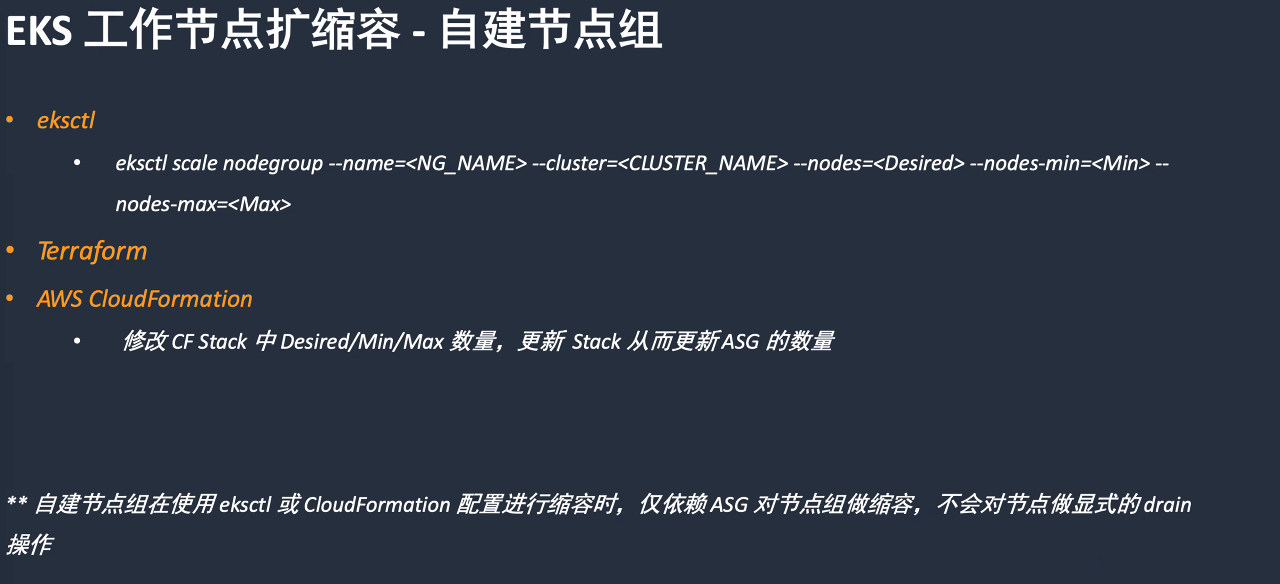 EKS 工作节点扩缩容 - 自建节点组
• eksctl
• eksctl scale nodegroup --name=<NG_NAME> --cluster=<CLUSTER_NAME> --nodes=<Desired> --nodes-min=<Min> --
nodes-max=<Max>
• Terraform
• AWS CloudFormation
• 修改 CF Stack 中 Desired/Min/Max 数量，更新 Stack 从而更新 ASG 的数量
** 自建节点组在使用 eksctl 或 CloudFormation 配置进行缩容时，仅依赖 ASG 对节点组做缩容，不会对节点做显式的 drain
操作